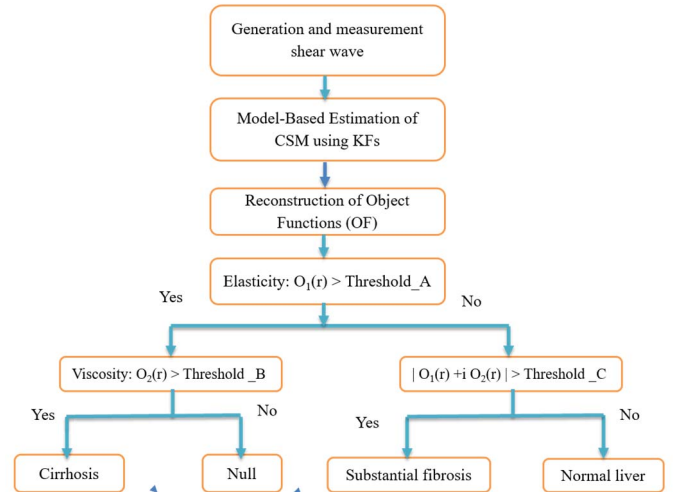 Generation and measurement
shear wave
Model-Based Estimation of
CSM using KFs
Reconstruction of Object
Functions (OF)
Elasticity: O₁(r) > Threshold_A
Yes
No
Viscosity: O₂(r) > Threshold _B
| O₁(r) +i O₂(r) | > Threshold _C
Yes
No
Yes
No
Cirrhosis
Null
Substantial fibrosis
Normal liver